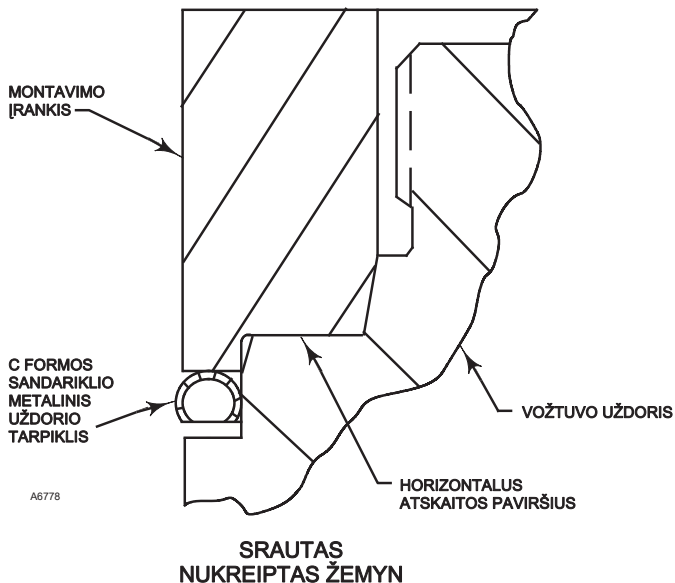 MONTAVIMO
ĮRANKIS
C FORMOS
SANDARIKLIO
METALINIS
UŽDORIO
TARPIKLIS
VOŽTUVO UŽDORIS
HORIZONTALUS
ATSKAITOS PAVIRŠIUS
A6778
SRAUTAS
NUKREIPTAS ŽEMYN